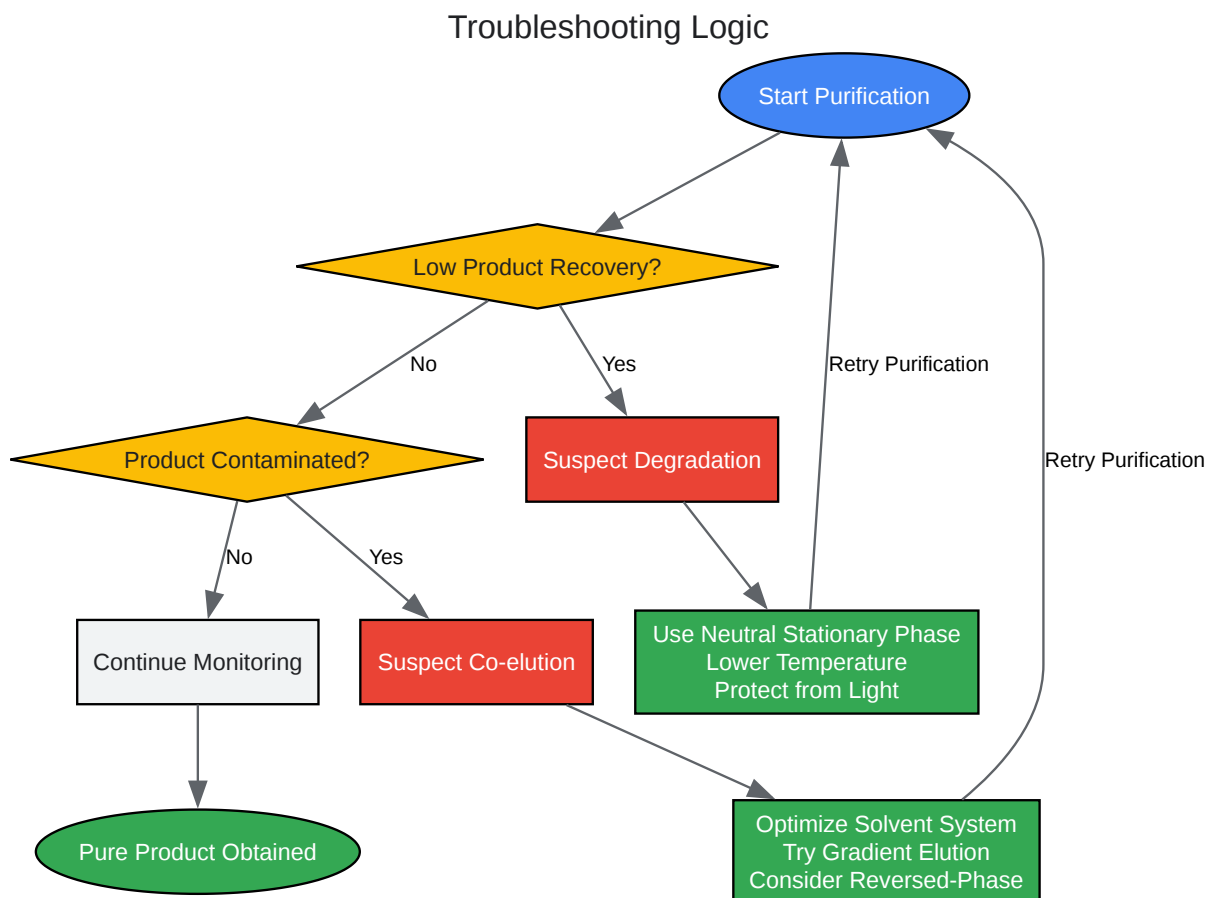 Troubleshooting Logic
Start Purification
Low Product Recovery?
No
Yes
Retry Purification
Product Contaminated?
Suspect Degradation
Retry Purification
No
Yes
Continue Monitoring
Suspect Co-elution
Use Neutral Stationary Phase
Lower Temperature
Protect from Light
Pure Product Obtained
Optimize Solvent System
Try Gradient Elution
Consider Reversed-Phase